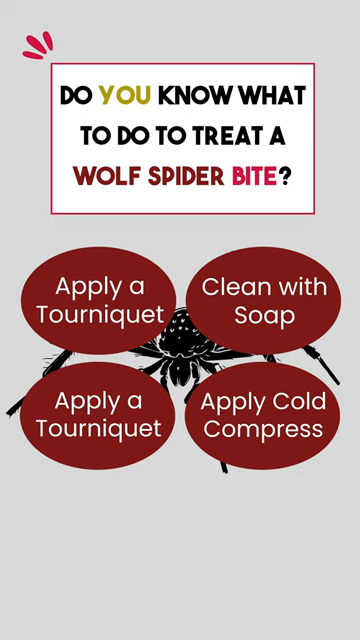 DO YOU KNOW WHAT
TO DO TO TREAT A
WOLF SPIDER BITE?
Apply a
Tourniquet
Clean with
Soap
Apply a
Tourniquet
Apply Cold
Compress